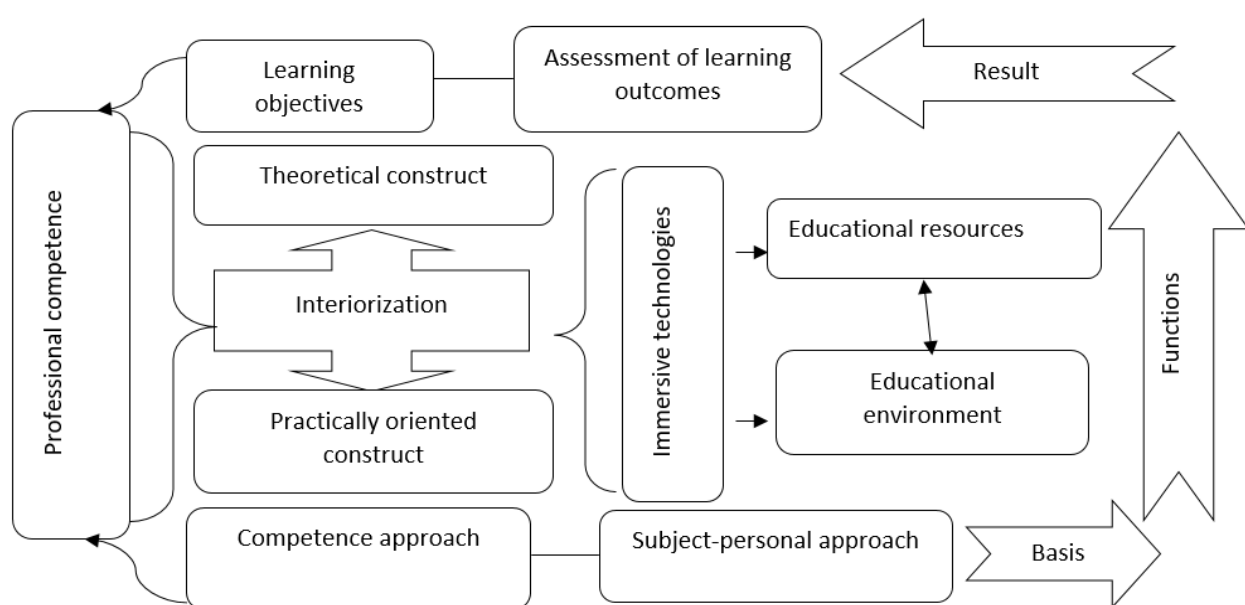 Learning
objectives
Assessment of learning
outcomes
Result
Professional competence
Theoretical construct
Interiorization
Practically oriented
construct
Immersive technologies
Educational resources
Educational
environment
Functions
Competence approach
Subject-personal approach
Basis